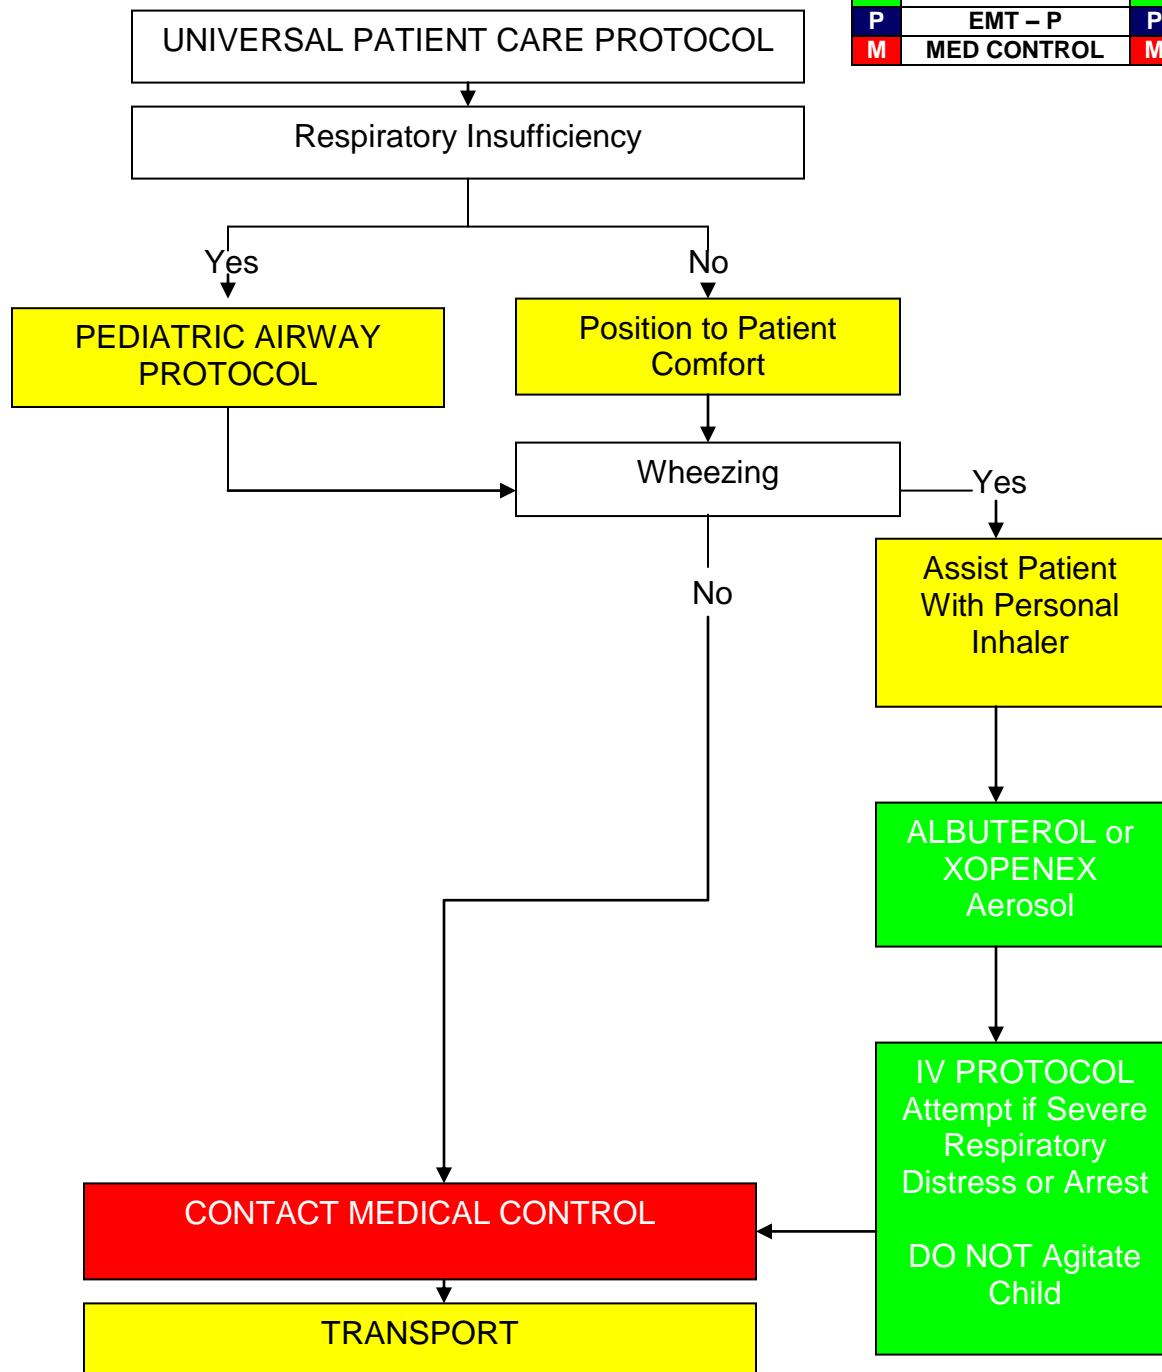 P EMT – P P
M MED CONTROL M
UNIVERSAL PATIENT CARE PROTOCOL
Respiratory Insufficiency
Yes
No
PEDIATRIC AIRWAY
PROTOCOL
Position to Patient
Comfort
Wheezing
Yes
No
Assist Patient
With Personal
Inhaler
ALBUTEROL or
XOPENEX
Aerosol
IV PROTOCOL
Attempt if Severe
Respiratory
Distress or Arrest
DO NOT Agitate
Child
CONTACT MEDICAL CONTROL
TRANSPORT